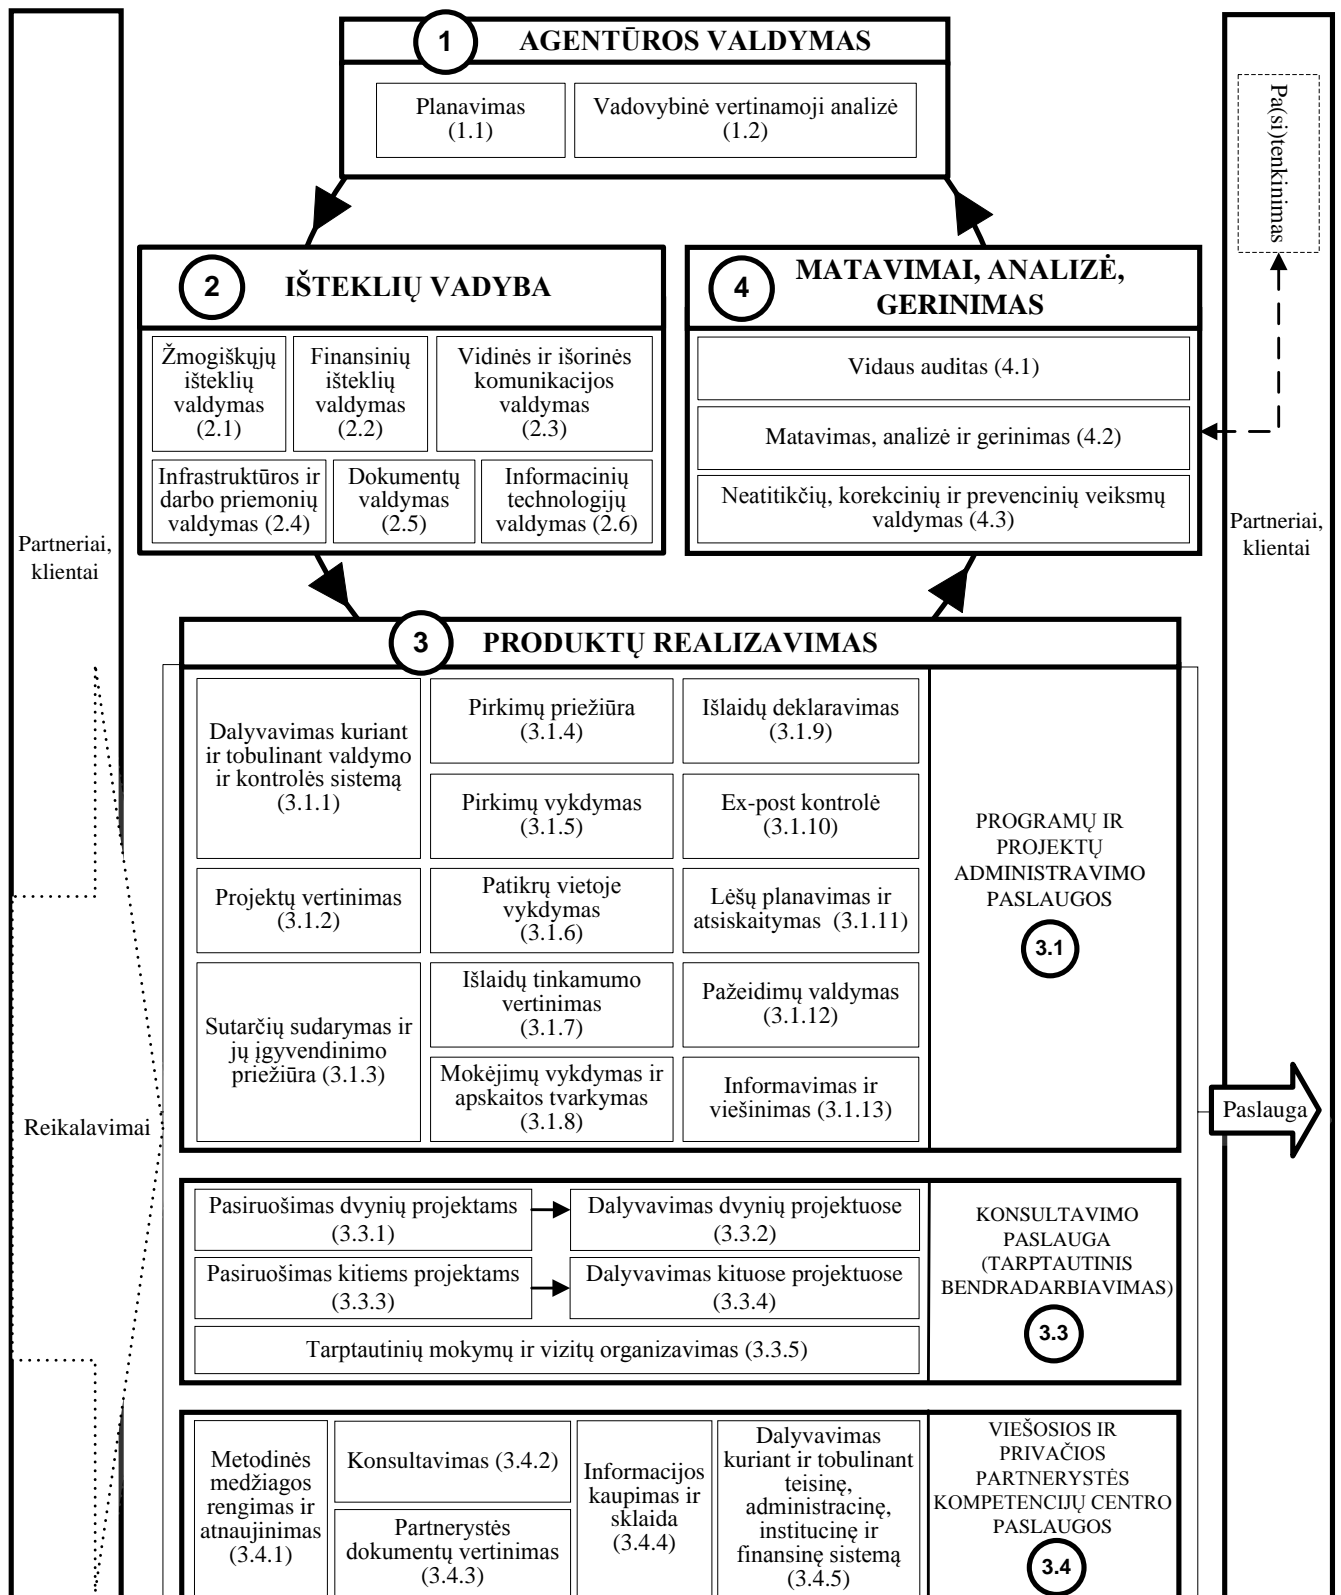 1
AGENTŪROS VALDYMAS
Planavimas
(1.1)
Vadovybinė vertinamoji analizė
(1.2)
Pa(si)tenkinimas
2
IŠTEKLIŲ VADYBA
Žmogiškųjų
išteklių
valdymas
(2.1)
Finansinių
išteklių
valdymas
(2.2)
Vidinės ir išorinės
komunikacijos
valdymas
(2.3)
Infrastruktūros ir
darbo priemonių
valdymas (2.4)
Dokumentų
valdymas
(2.5)
Informacinių
technologijų
valdymas (2.6)
4
MATAVIMAI, ANALIZĖ,
GERINIMAS
Vidaus auditas (4.1)
Matavimas, analizė ir gerinimas (4.2)
Neatitikčių, korekcinių ir prevencinių veiksmų
valdymas (4.3)
Partneriai,
klientai
Partneriai,
klientai
3
PRODUKTŲ REALIZAVIMAS
Dalyvavimas kuriant
ir tobulinant valdymo
ir kontrolės sistemą
(3.1.1)
Projektų vertinimas
(3.1.2)
Sutarčių sudarymas ir
jų įgyvendinimo
priežiūra (3.1.3)
Pirkimų priežiūra
(3.1.4)
Pirkimų vykdymas
(3.1.5)
Patikrų vietoje
vykdymas
(3.1.6)
Išlaidų tinkamumo
vertinimas
(3.1.7)
Mokėjimų vykdymas ir
apskaitos tvarkymas
(3.1.8)
Išlaidų deklaravimas
(3.1.9)
Ex-post kontrolė
(3.1.10)
Lėšų planavimas ir
atsiskaitymas (3.1.11)
Pažeidimų valdymas
(3.1.12)
Informavimas ir
viešinimas (3.1.13)
PROGRAMŲ IR
PROJEKTŲ
ADMINISTRAVIMO
PASLAUGOS
3.1
Reikalavimai
Paslauga
Pasiruošimas dvynių projektams
(3.3.1)
Dalyvavimas dvynių projektuose
(3.3.2)
Pasiruošimas kitiems projektams
(3.3.3)
Dalyvavimas kituose projektuose
(3.3.4)
Tarptautinių mokymų ir vizitų organizavimas (3.3.5)
KONSULTAVIMO
PASLAUGA
(TARPTAUTINIS
BENDRADARBIAVIMAS)
3.3
Metodinės
medžiagos
rengimas ir
atnaujinimas
(3.4.1)
Konsultavimas (3.4.2)
Partnerystės
dokumentų vertinimas
(3.4.3)
Informacijos
kaupimas ir
sklaida
(3.4.4)
Dalyvavimas
kuriant ir tobulinant
teisinę,
administracinę,
institucinę ir
finansinę sistemą
(3.4.5)
VIEŠOSIOS IR
PRIVAČIOS
PARTNERYSTĖS
KOMPETENCIJŲ CENTRO
PASLAUGOS
3.4